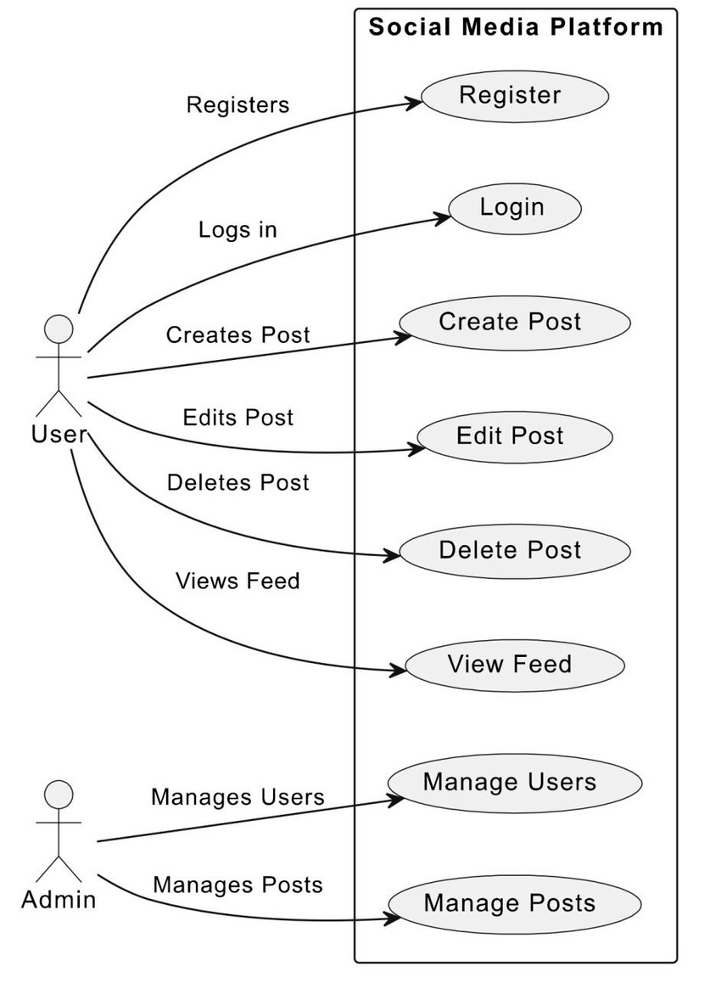 Social Media Platform
Registers
Register
Logs in
Login
Creates Post
Create Post
Edits Post
Edit Post
User
Deletes Post
Delete Post
Views Feed
View Feed
Manages Users
Manage Users
Manages Posts
Manage Posts
Admin